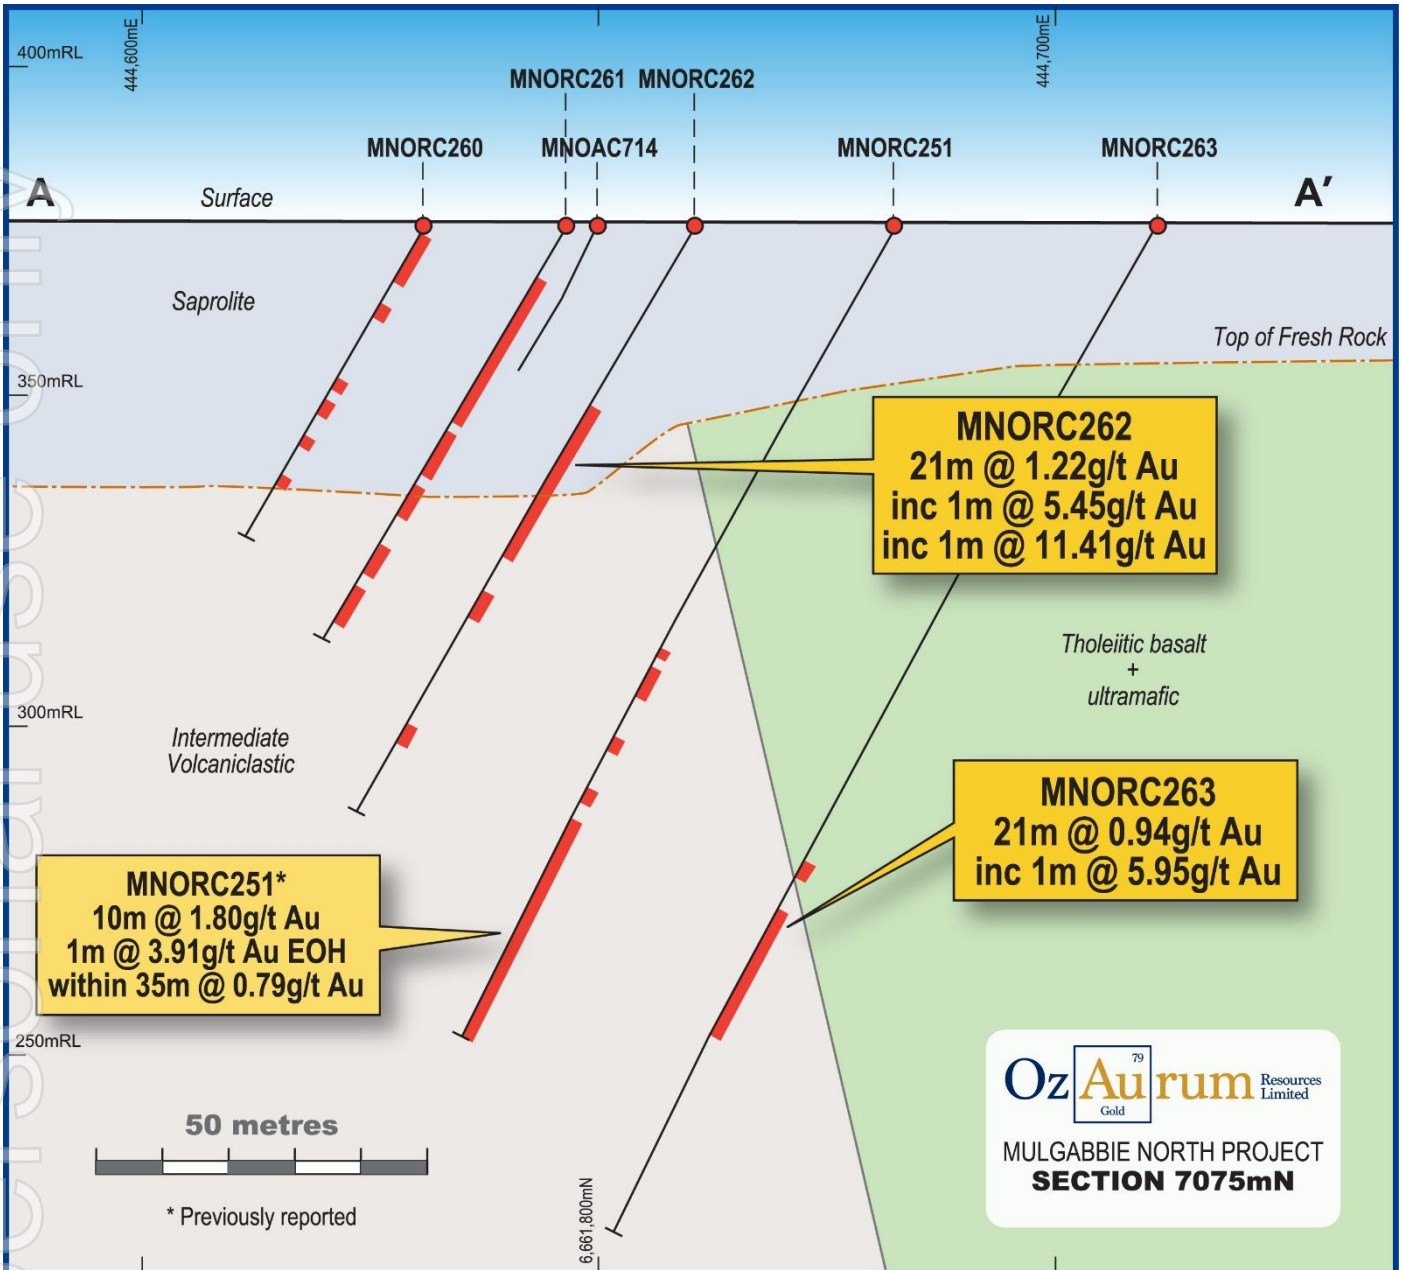 400mRL
444,600mE
444,700mE
MNORC261 MNORC262
MNORC260
MNOAC714
MNORC251
MNORC263
A
Surface
A′
Saprolite
Top of Fresh Rock
350mRL
MNORC262
21m @ 1.22g/t Au
inc 1m @ 5.45g/t Au
inc 1m @ 11.41g/t Au
Tholeiitic basalt
+
ultramafic
300mRL
Intermediate
Volcaniclastic
MNORC263
21m @ 0.94g/t Au
inc 1m @ 5.95g/t Au
MNORC251*
10m @ 1.80g/t Au
1m @ 3.91g/t Au EOH
within 35m @ 0.79g/t Au
250mRL
50 metres
* Previously reported
6,661,800mN
79
OzAurum Resources
Limited
Gold
MULGABBIE NORTH PROJECT
SECTION 7075mN